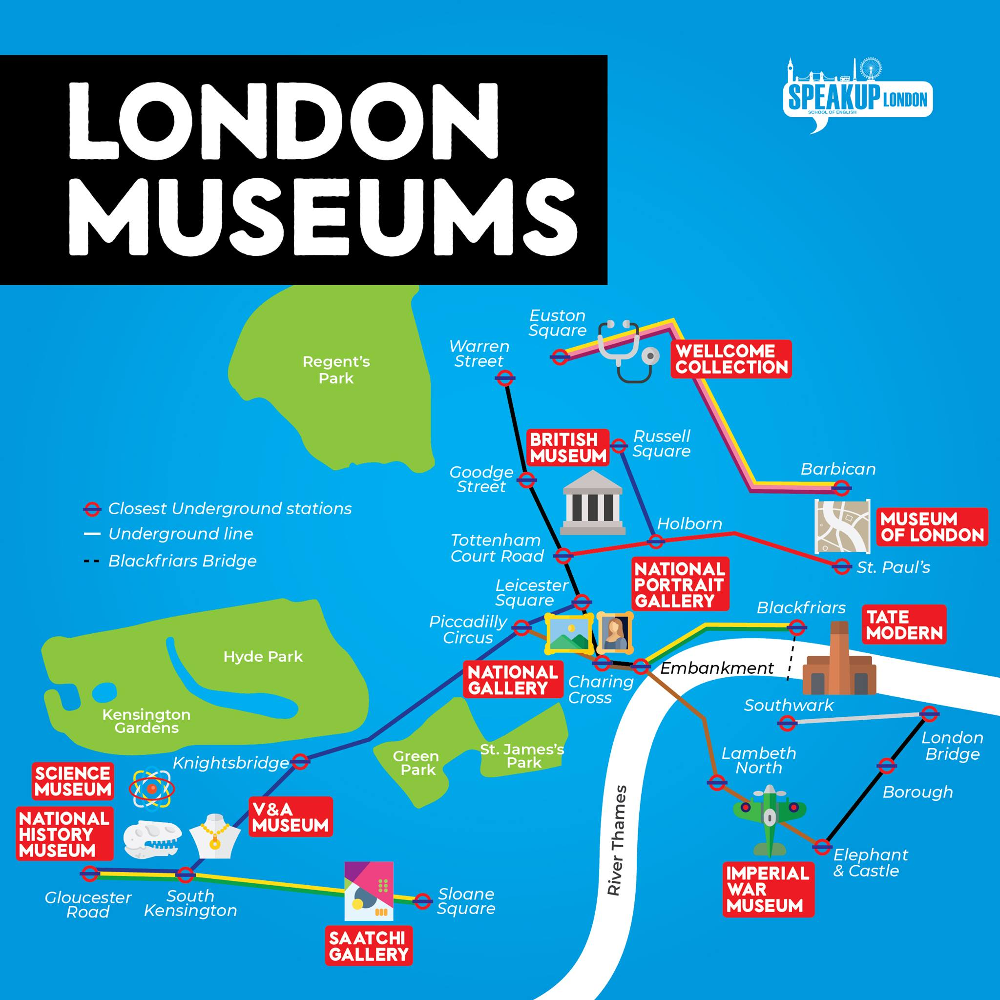 LONDON
MUSEUMS
SPEAKUP LONDON
SCHOOL OF ENGLISH
Euston
Square
Warren
Street
WELLCOME
COLLECTION
Regent's
Park
BRITISH
MUSEUM
Russell
Square
Goodge
Street
Barbican
Closest Underground stations
Underground line
Blackfriars Bridge
Holborn
MUSEUM
OF LONDON
Tottenham
Court Road
St. Paul's
NATIONAL
PORTRAIT
GALLERY
Leicester
Square
Blackfriars
TATE
MODERN
Piccadilly
Circus
Hyde Park
Embankment
NATIONAL
GALLERY
Charing
Cross
Southwark
Kensington
Gardens
London
Bridge
Green
Park
St. James's
Park
Lambeth
North
Knightsbridge
SCIENCE
MUSEUM
Borough
V&A
MUSEUM
NATIONAL
HISTORY
MUSEUM
River Thames
Elephant
& Castle
IMPERIAL
WAR
MUSEUM
Gloucester
Road
South
Kensington
Sloane
Square
SAATCHI
GALLERY